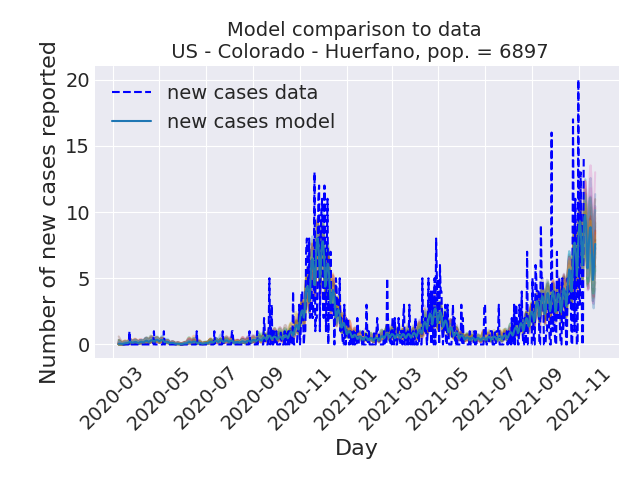 Model comparison to data
US - Colorado - Huerfano, pop. = 6897
Number of new cases reported
20
15
10
5
0
new cases data
new cases model
2020-03
2020-05
2020-07
2020-09
2020-11
2021-01
2021-03
2021-05
2021-07
2021-09
2021-11
Day